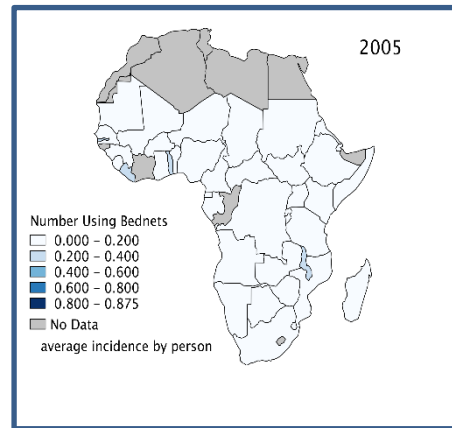 2005
Number Using Bednets
0.000 - 0.200
0.200 - 0.400
0.400 - 0.600
0.600 - 0.800
0.800 - 0.875
No Data
average incidence by person